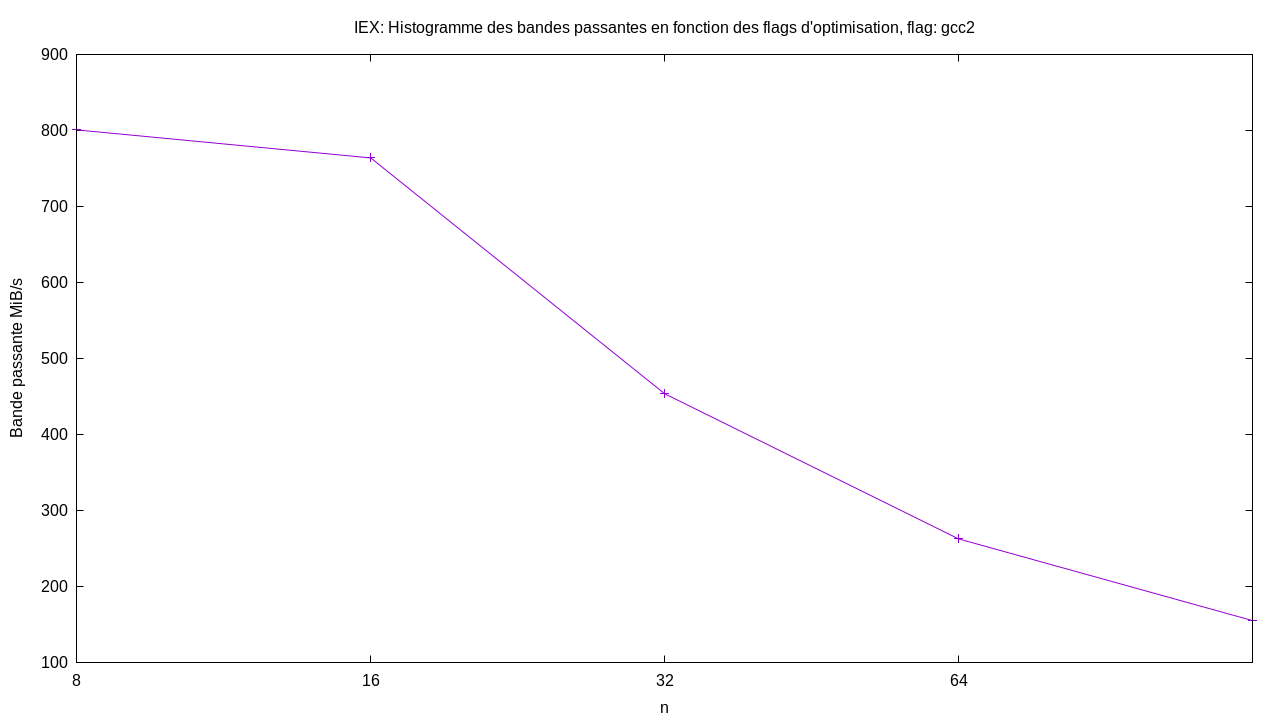 IEX: Histogramme des bandes passantes en fonction des flags d'optimisation, flag: gcc2
900
800
700
600
500
400
300
200
100
Bande passante MiB/s
8 16 32 64
n